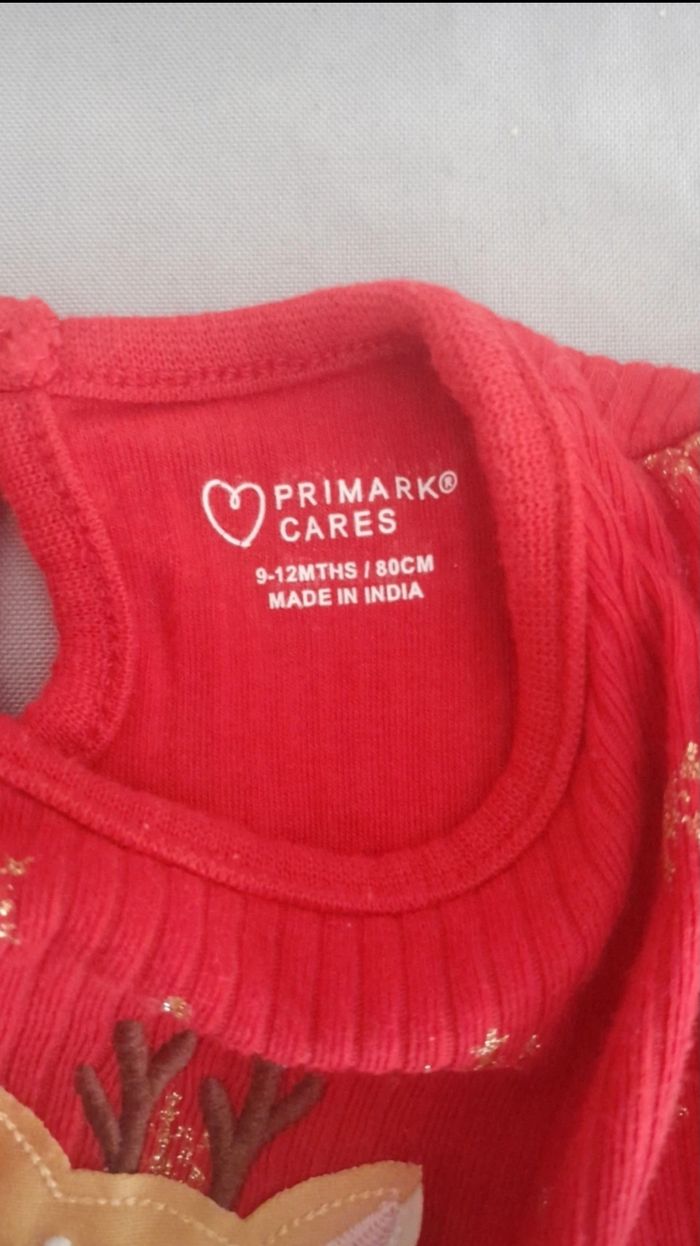 PRIMARK®
CARES
9-12MTHS / 80CM
MADE IN INDIA